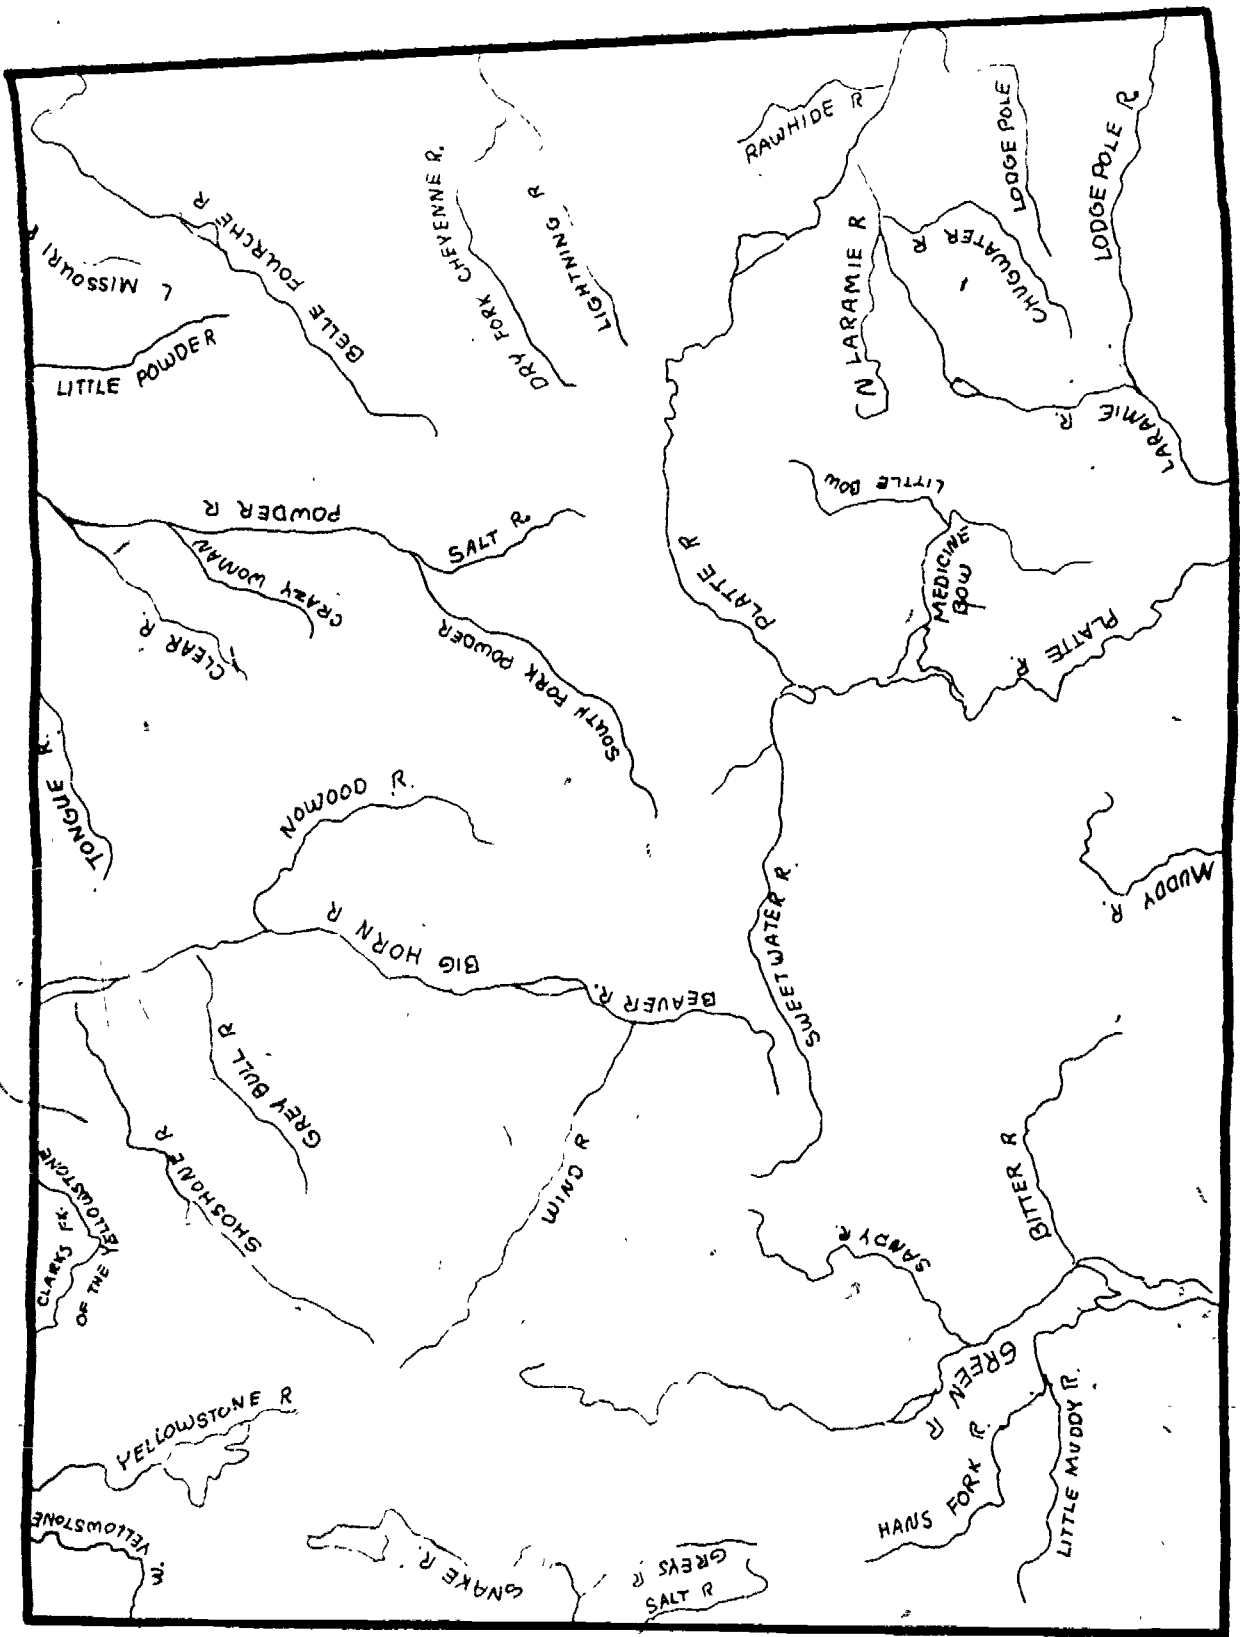 RAWHIDE R
LODGE POLE
LODGE POLE R
BELLE FOURCHE R
DRY FORK CHEYENNE R.
LIGHTNING R
N LARAMIE R
CHUGWATER R
L MISSOURI R
LITTLE POWDER
LARAMIE R.
POWDER R
SALT R.
LITTLE BOW
CRAZY WOMAN
CLEAR R
SOUTH FORK POWDER
PLATTE R
MEDICINE
BOW
PLATTE R.
TONGUE R.
NOWOOD R.
BIG HORN R
BEAVER R.
SWEETWATER R.
MUDDY R.
GREY BULL R
SHOSHONE R
WIND R
BITTER R
CLARKS FK.
OF THE YELLOWSTONE
SANDY R
GREEN R
YELLOWSTONE R
HANS FORK R.
LITTLE MUDDY R.
YELLOWSTONE W.
SNAKE R.
GREYS R
SALT R